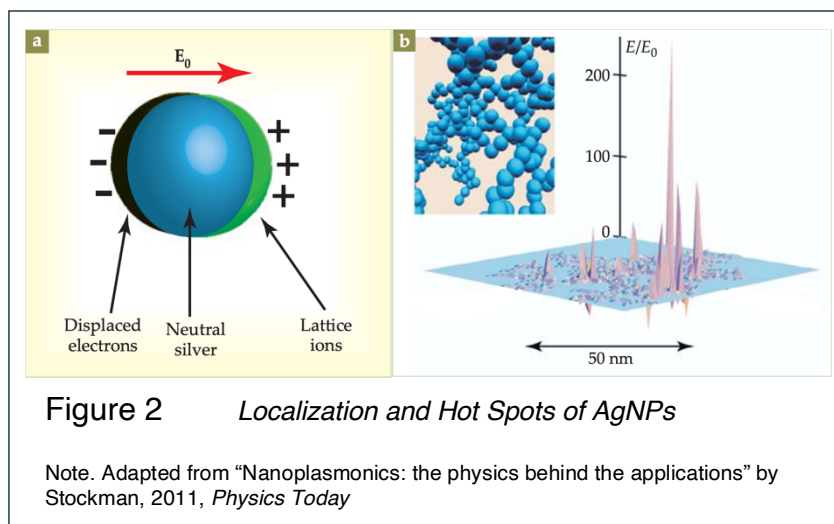 a
E₀
- - -
+ + +
Displaced electrons
Neutral silver
Lattice ions
b
E/E₀
200
100
0
50 nm
Figure 2 Localization and Hot Spots of AgNPs
Note. Adapted from “Nanoplasmonics: the physics behind the applications” by
Stockman, 2011, Physics Today